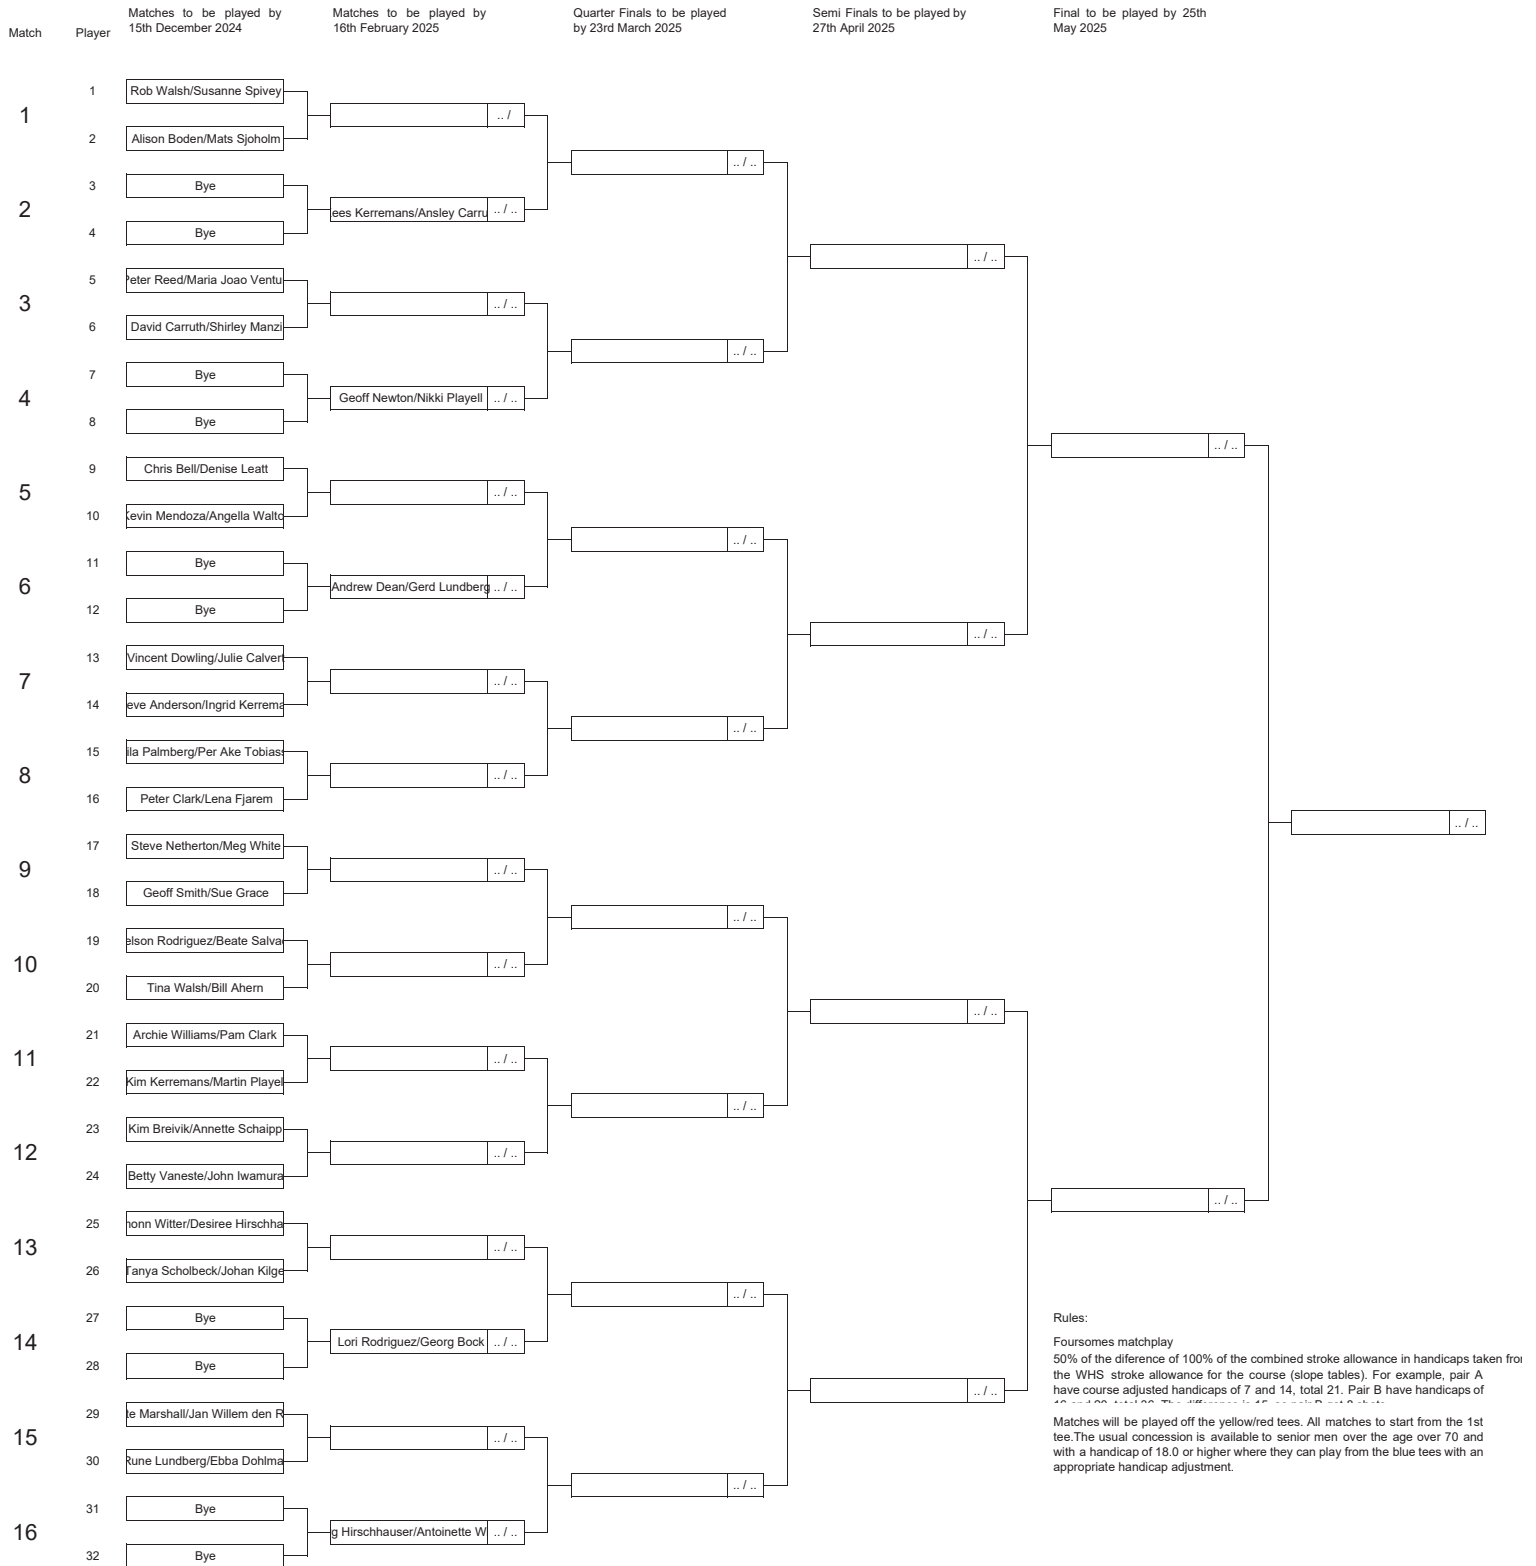 Matches to be played by
15th December 2024
Matches to be played by
16th February 2025
Quarter Finals to be played
by 23rd March 2025
Semi Finals to be played by
27th April 2025
Final to be played by 25th
May 2025
Match
Player
1
1
Rob Walsh/Susanne Spivey
.. /
2
Alison Boden/Mats Sjoholm
.. / ..
2
3
Bye
ees Kerremans/Ansley Carru
.. / ..
4
Bye
.. / ..
3
5
Peter Reed/Maria Joao Ventu
.. / ..
6
David Carruth/Shirley Manzi
.. / ..
4
7
Bye
Geoff Newton/Nikki Playell
.. / ..
8
Bye
.. / ..
5
9
Chris Bell/Denise Leatt
.. / ..
10
Kevin Mendoza/Angella Walto
.. / ..
6
11
Bye
Andrew Dean/Gerd Lundberg
.. / ..
12
Bye
.. / ..
7
13
Vincent Dowling/Julie Calvert
.. / ..
14
eve Anderson/Ingrid Kerrema
.. / ..
8
15
ila Palmberg/Per Ake Tobiass
.. / ..
16
Peter Clark/Lena Fjarem
.. / ..
9
17
Steve Netherton/Meg White
.. / ..
18
Geoff Smith/Sue Grace
.. / ..
10
19
elson Rodriguez/Beate Salva
.. / ..
20
Tina Walsh/Bill Ahern
.. / ..
11
21
Archie Williams/Pam Clark
.. / ..
22
Kim Kerremans/Martin Playel
.. / ..
12
23
Kim Breivik/Annette Schaipp
.. / ..
24
Betty Vaneste/John Iwamura
.. / ..
13
25
nonn Witter/Desiree Hirschha
.. / ..
26
Tanya Scholbeck/Johan Kilge
.. / ..
14
27
Bye
Lori Rodriguez/Georg Bock
.. / ..
28
Bye
.. / ..
15
29
te Marshall/Jan Willem den R
.. / ..
30
Rune Lundberg/Ebba Dohlma
.. / ..
16
31
Bye
g Hirschhauser/Antoinette W
.. / ..
32
Bye
Rules:
Foursomes matchplay
50% of the diference of 100% of the combined stroke allowance in handicaps taken from
the WHS stroke allowance for the course (slope tables). For example, pair A
have course adjusted handicaps of 7 and 14, total 21. Pair B have handicaps of
Matches will be played off the yellow/red tees. All matches to start from the 1st
tee.The usual concession is available to senior men over the age over 70 and
with a handicap of 18.0 or higher where they can play from the blue tees with an
appropriate handicap adjustment.